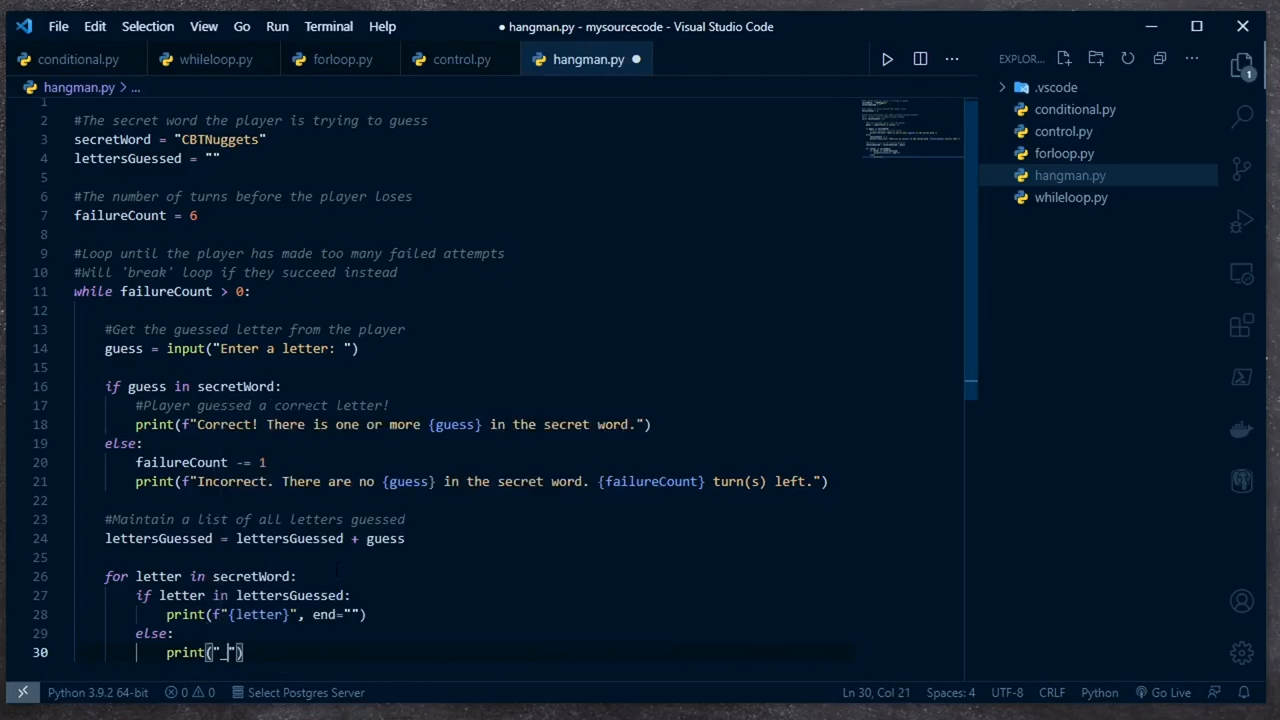 File Edit Selection View Go Run Terminal Help
● hangman.py - mysourcecode - Visual Studio Code
conditional.py whileloop.py forloop.py control.py hangman.py ●
hangman.py > ...
1
2 #The secret word the player is trying to guess
3 secretWord = "CBTNuggets"
4 lettersGuessed = ""
5
6 #The number of turns before the player loses
7 failureCount = 6
8
9 #Loop until the player has made too many failed attempts
10 #Will 'break' loop if they succeed instead
11 while failureCount > 0:
12
13 #Get the guessed letter from the player
14 guess = input("Enter a letter: ")
15
16 if guess in secretWord:
17 #Player guessed a correct letter!
18 print(f"Correct! There is one or more {guess} in the secret word.")
19 else:
20 failureCount -= 1
21 print(f"Incorrect. There are no {guess} in the secret word. {failureCount} turn(s) left.")
22
23 #Maintain a list of all letters guessed
24 lettersGuessed = lettersGuessed + guess
25
26 for letter in secretWord:
27 if letter in lettersGuessed:
28 print(f"{letter}", end="")
29 else:
30 print("_")
EXPLOR... ...
1
.vscode
conditional.py
control.py
forloop.py
hangman.py
whileloop.py
Python 3.9.2 64-bit 0 0 Select Postgres Server Ln 30, Col 21 Spaces: 4 UTF-8 CRLF Python Go Live